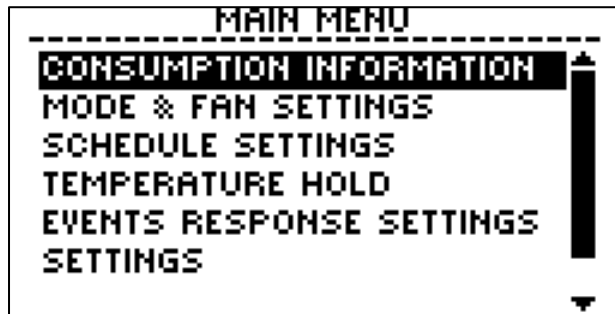 MAIN MENU
CONSUMPTION INFORMATION
MODE & FAN SETTINGS
SCHEDULE SETTINGS
TEMPERATURE HOLD
EVENTS RESPONSE SETTINGS
SETTINGS